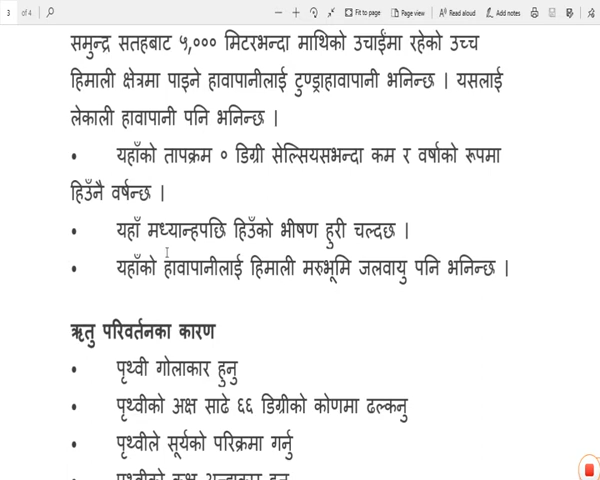 3 of 4 Fit to page Page view Read aloud Add notes
समुन्द्र सतहबाट ५,००० मिटरभन्दा माथिको उचाईमा रहेको उच्च
हिमाली क्षेत्रमा पाइने हावापानीलाई टुण्ड्राहावापानी भनिन्छ । यसलाई
लेकाली हावापानी पनि भनिन्छ ।
• यहाँको तापक्रम ० डिग्री सेल्सियसभन्दा कम र वर्षाको रूपमा
हिउँनै वर्षन्छ ।
• यहाँ मध्यान्हपछि हिउँको भीषण हुरी चल्दछ ।
• यहाँको हावापानीलाई हिमाली मरुभूमि जलवायु पनि भनिन्छ ।
ऋतु परिवर्तनका कारण
• पृथ्वी गोलाकार हुनु
• पृथ्वीको अक्ष साढे ६६ डिग्रीको कोणमा ढल्कनु
• पृथ्वीले सूर्यको परिक्रमा गर्नु